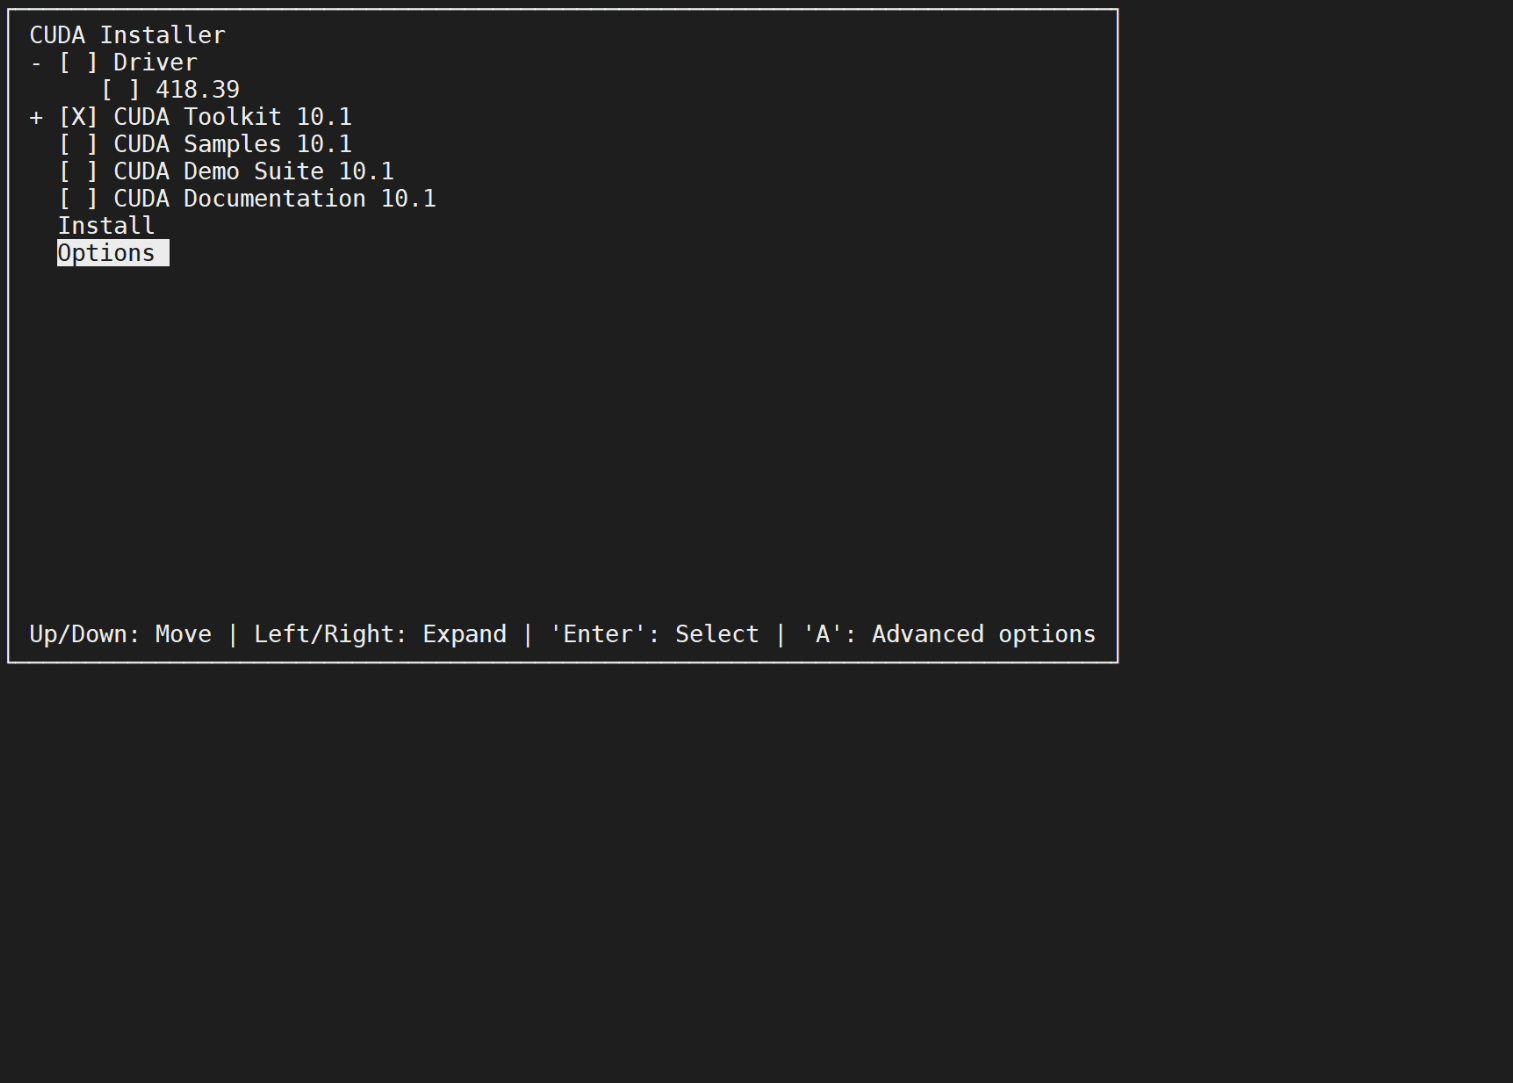 CUDA Installer
- [ ] Driver
[ ] 418.39
+ [X] CUDA Toolkit 10.1
[ ] CUDA Samples 10.1
[ ] CUDA Demo Suite 10.1
[ ] CUDA Documentation 10.1
Install
Options
Up/Down: Move | Left/Right: Expand | 'Enter': Select | 'A': Advanced options